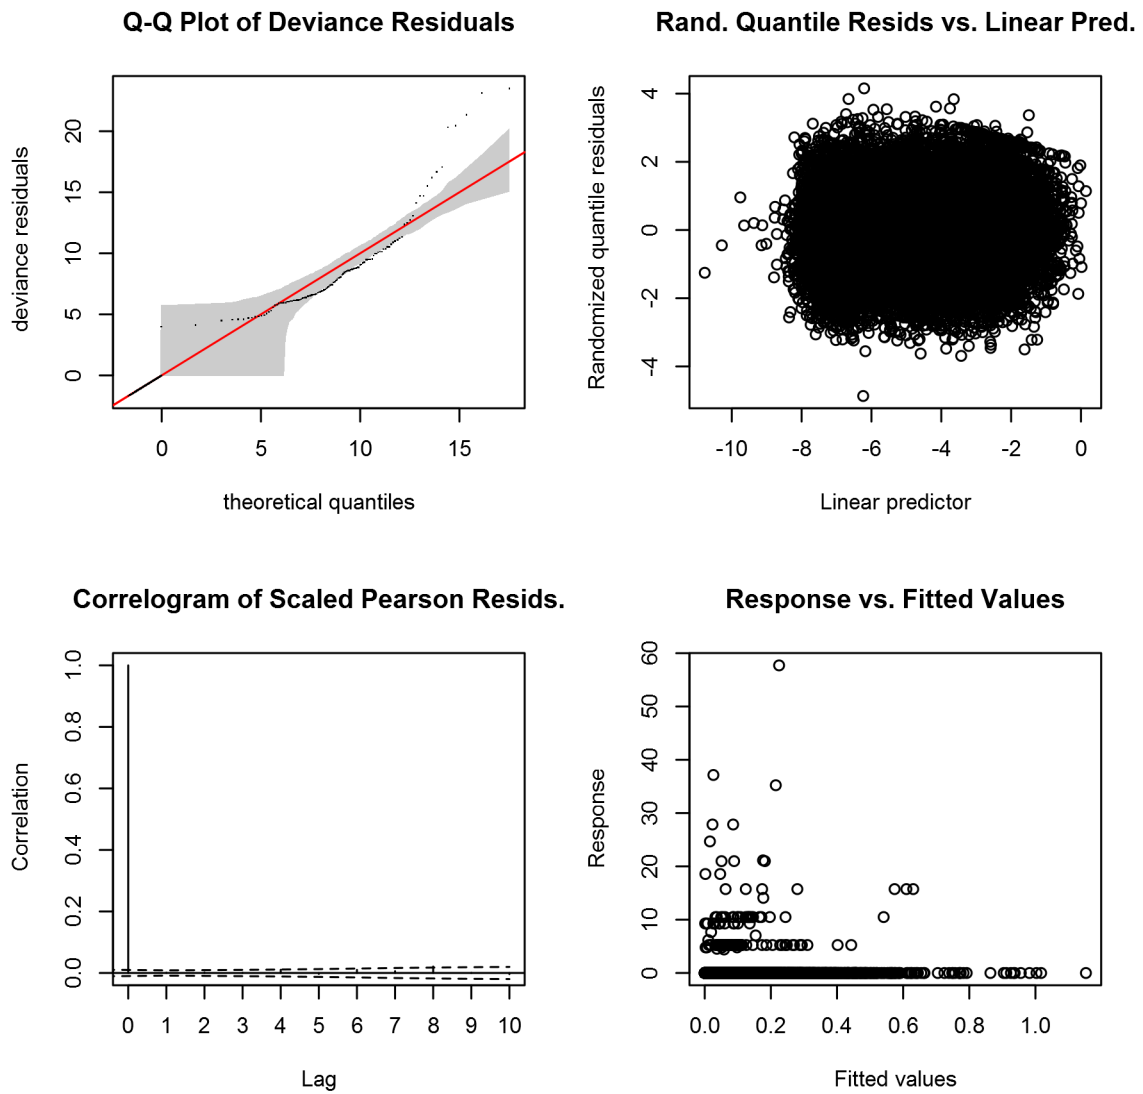 Q-Q Plot of Deviance Residuals
20
15
10
5
0
deviance residuals
0 5 10 15
theoretical quantiles
Rand. Quantile Resids vs. Linear Pred.
4
2
0
-2
-4
Randomized quantile residuals
-10 -8 -6 -4 -2 0
Linear predictor
Correlogram of Scaled Pearson Resids.
1.0
0.8
0.6
0.4
0.2
0.0
Correlation
0 1 2 3 4 5 6 7 8 9 10
Lag
Response vs. Fitted Values
60
50
40
30
20
10
0
Response
0.0 0.2 0.4 0.6 0.8 1.0
Fitted values